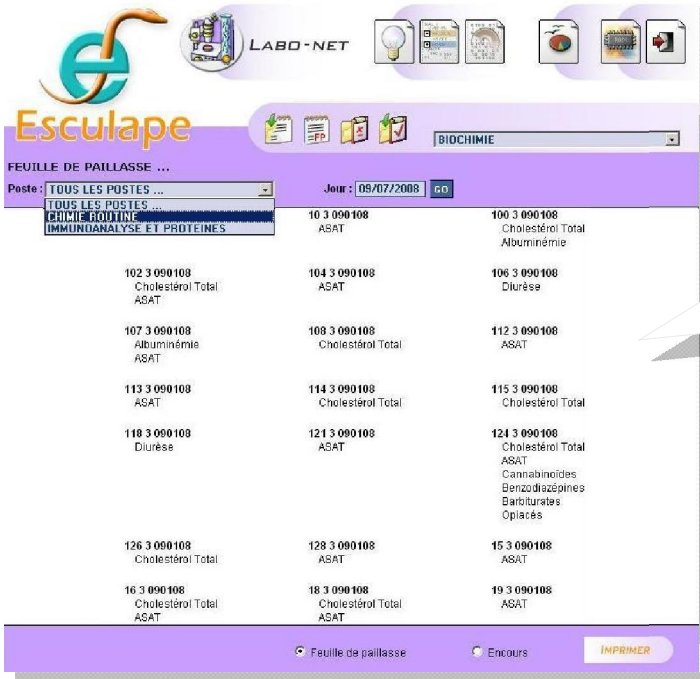 LABO-NET
Esculape
FP
BIOCHIMIE
FEUILLE DE PAILLASSE ...
Poste : TOUS LES POSTES ...
Jour : 09/07/2008 GO
TOUS LES POSTES ...
CHIMIE ROUTINE
IMMUNOANALYSE ET PROTEINES
10 3 090108
ASAT
100 3 090108
Cholestérol Total
Albuminémie
102 3 090108
Cholestérol Total
ASAT
104 3 090108
ASAT
106 3 090108
Diurèse
107 3 090108
Albuminémie
ASAT
108 3 090108
Cholestérol Total
112 3 090108
ASAT
113 3 090108
ASAT
114 3 090108
Cholestérol Total
115 3 090108
Cholestérol Total
118 3 090108
Diurèse
121 3 090108
ASAT
124 3 090108
Cholestérol Total
ASAT
Cannabinoïdes
Benzodiazépines
Barbiturates
Opiacés
126 3 090108
Cholestérol Total
128 3 090108
ASAT
15 3 090108
ASAT
16 3 090108
Cholestérol Total
ASAT
18 3 090108
Cholestérol Total
ASAT
19 3 090108
ASAT
Feuille de paillasse
Encours
IMPRIMER